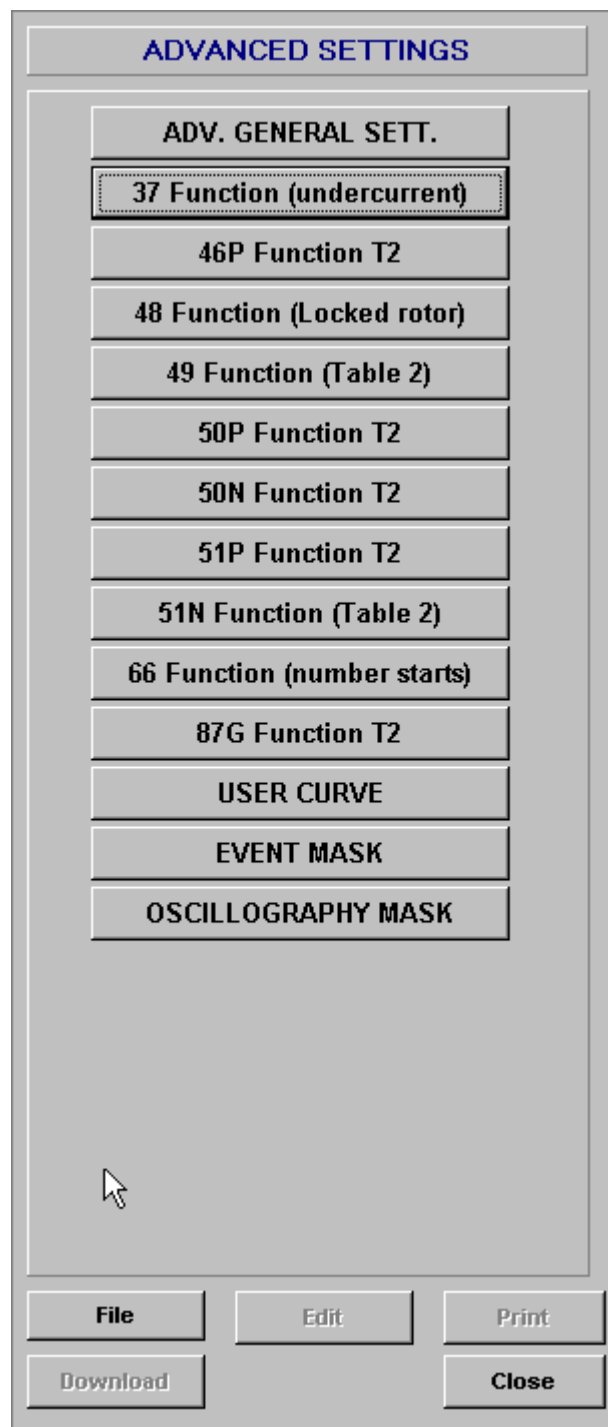 ADVANCED SETTINGS
ADV. GENERAL SETT.
37 Function (undercurrent)
46P Function T2
48 Function (Locked rotor)
49 Function (Table 2)
50P Function T2
50N Function T2
51P Function T2
51N Function (Table 2)
66 Function (number starts)
87G Function T2
USER CURVE
EVENT MASK
OSCILLOGRAPHY MASK
File Edit Print
Download Close